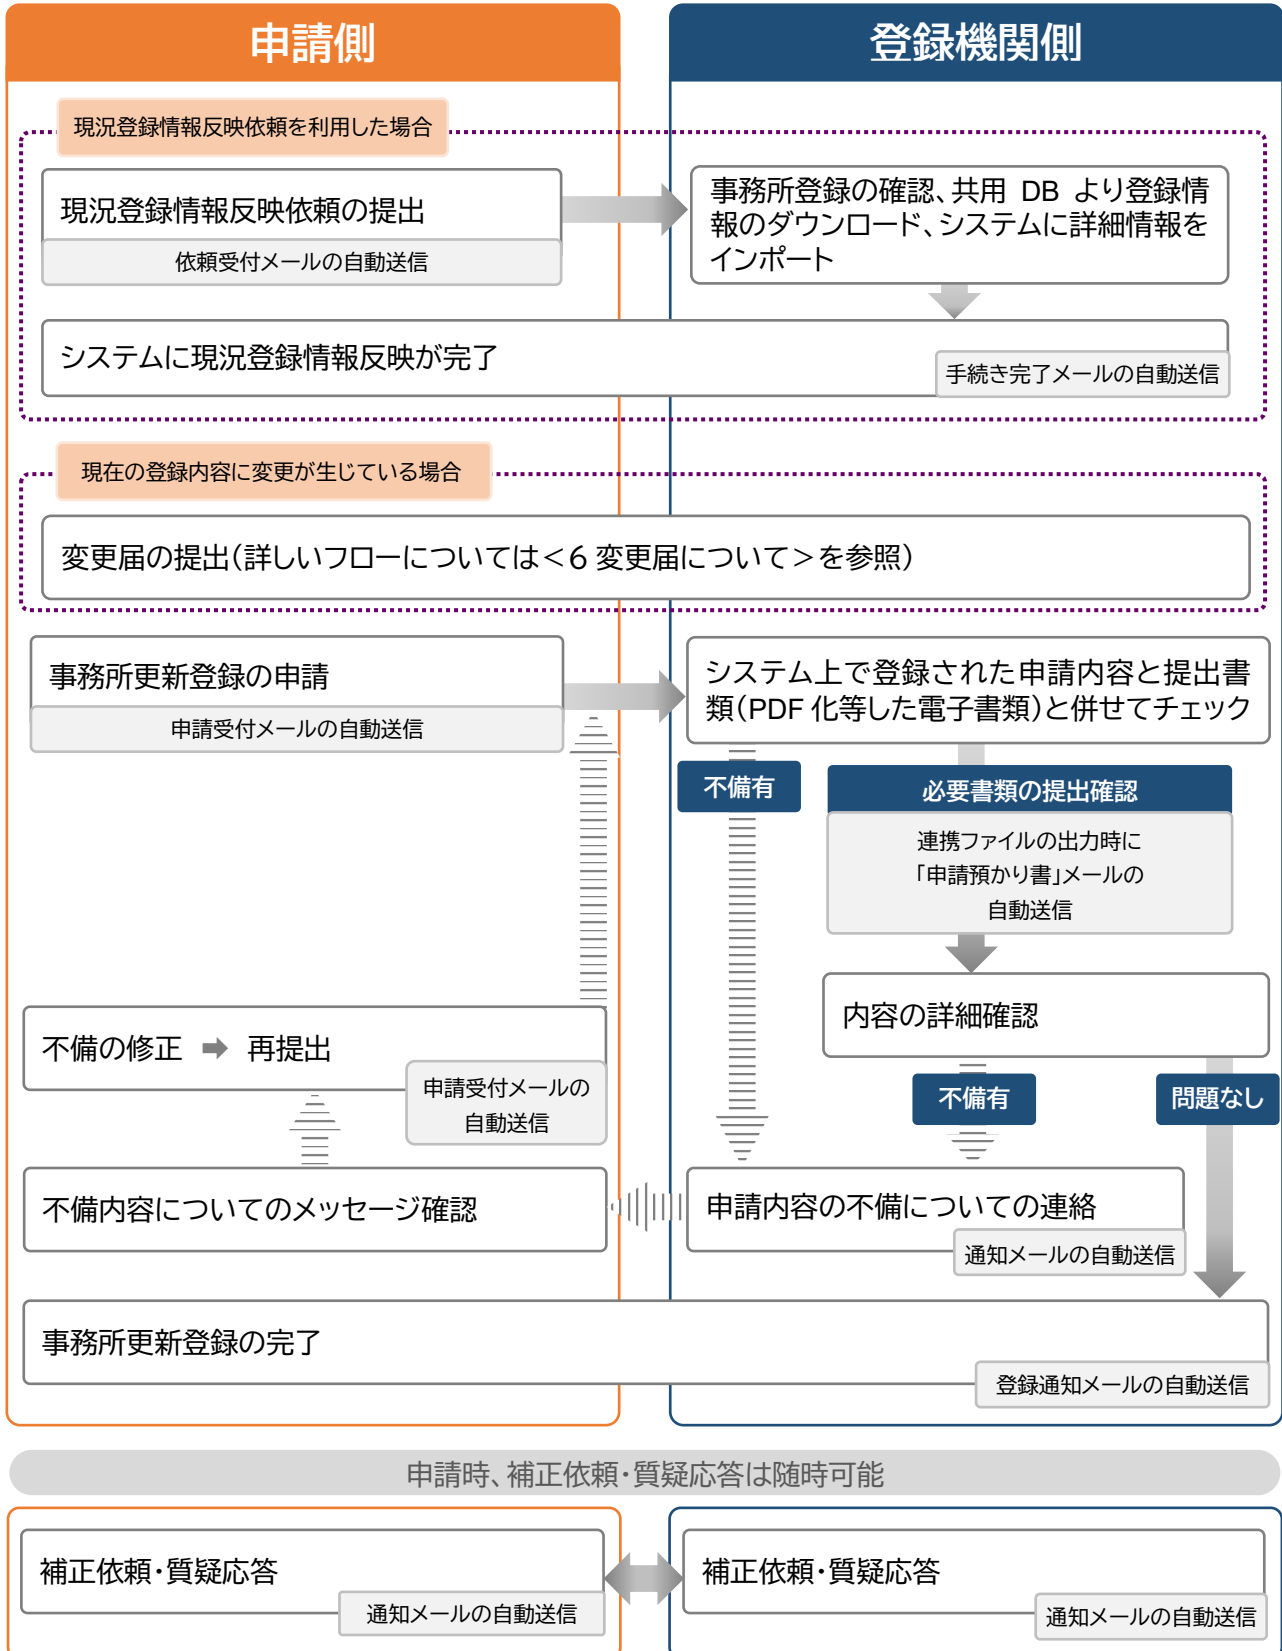 申請側
登録機関側
現況登録情報反映依頼を利用した場合
現況登録情報反映依頼の提出
依頼受付メールの自動送信
事務所登録の確認、共用 DB より登録情
報のダウンロード、システムに詳細情報を
インポート
システムに現況登録情報反映が完了
手続き完了メールの自動送信
現在の登録内容に変更が生じている場合
変更届の提出(詳しいフローについては＜6 変更届について＞を参照)
事務所更新登録の申請
申請受付メールの自動送信
システム上で登録された申請内容と提出書
類(PDF 化等した電子書類)と併せてチェック
不備有
必要書類の提出確認
連携ファイルの出力時に
「申請預かり書」メールの
自動送信
内容の詳細確認
不備の修正 ➡ 再提出
申請受付メールの
自動送信
不備有
問題なし
不備内容についてのメッセージ確認
申請内容の不備についての連絡
通知メールの自動送信
事務所更新登録の完了
登録通知メールの自動送信
申請時、補正依頼・質疑応答は随時可能
補正依頼・質疑応答
通知メールの自動送信
補正依頼・質疑応答
通知メールの自動送信